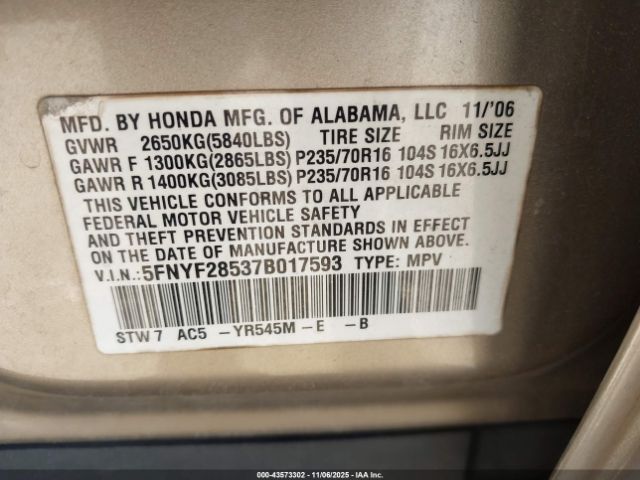 MFD. BY HONDA MFG. OF ALABAMA, LLC 11/'06
GVWR 2650KG(5840LBS) TIRE SIZE RIM SIZE
GAWR F 1300KG(2865LBS) P235/70R16 104S 16X6.5JJ
GAWR R 1400KG(3085LBS) P235/70R16 104S 16X6.5JJ
THIS VEHICLE CONFORMS TO ALL APPLICABLE
FEDERAL MOTOR VEHICLE SAFETY
AND THEFT PREVENTION STANDARDS IN EFFECT
ON THE DATE OF MANUFACTURE SHOWN ABOVE.
V.I.N.:5FNYF28537B017593 TYPE: MPV
STW7 AC5 -YR545M -E -B
000-43573302 - 11/06/2025 - IAA Inc.